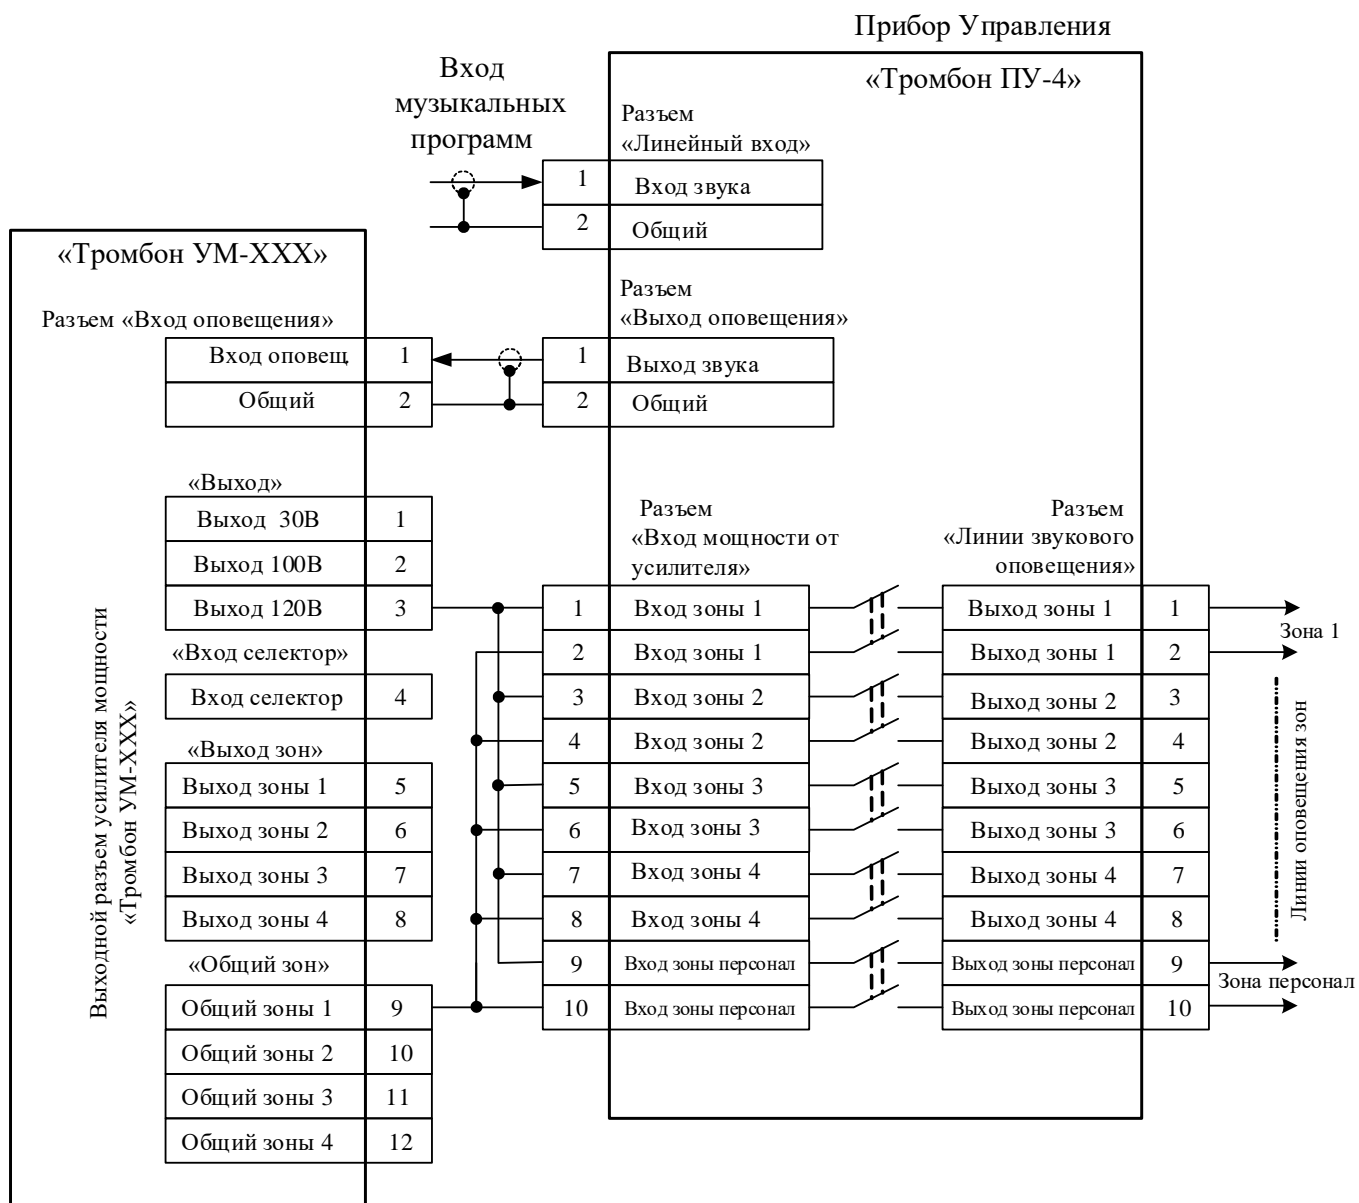 Прибор Управления
«Тромбон ПУ-4»
Вход
музыкальных
программ
Разъем
«Линейный вход»
1
Вход звука
2
Общий
«Тромбон УМ-ХХХ»
Разъем «Вход оповещения»
Вход оповещ.
1
Общий
2
Разъем
«Выход оповещения»
1
Выход звука
2
Общий
Выходной разъем усилителя мощности
«Тромбон УМ-ХХХ»
«Выход»
Выход 30В
1
Выход 100В
2
Выход 120В
3
«Вход селектор»
Вход селектор
4
«Выход зон»
Выход зоны 1
5
Выход зоны 2
6
Выход зоны 3
7
Выход зоны 4
8
«Общий зон»
Общий зоны 1
9
Общий зоны 2
10
Общий зоны 3
11
Общий зоны 4
12
Разъем
«Вход мощности от
усилителя»
1
Вход зоны 1
2
Вход зоны 1
3
Вход зоны 2
4
Вход зоны 2
5
Вход зоны 3
6
Вход зоны 3
7
Вход зоны 4
8
Вход зоны 4
9
Вход зоны персонал
10
Вход зоны персонал
Разъем
«Линии звукового
оповещения»
Выход зоны 1
1
Выход зоны 1
2
Выход зоны 2
3
Выход зоны 2
4
Выход зоны 3
5
Выход зоны 3
6
Выход зоны 4
7
Выход зоны 4
8
Выход зоны персонал
9
Выход зоны персонал
10
Зона 1
Линии оповещения зон
Зона персонал